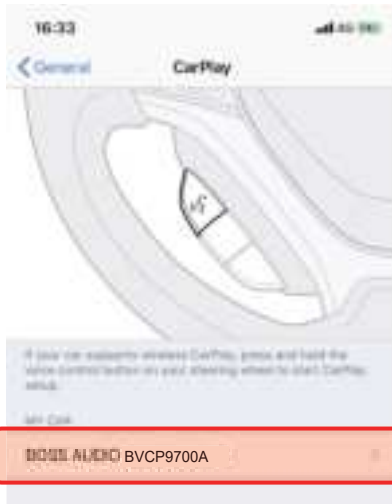 16:33
4G
General
CarPlay
If your car supports wireless CarPlay, press and hold the
voice control button on your steering wheel to start CarPlay
setup.
MY CAR
BOSS AUDIO BVCP9700A